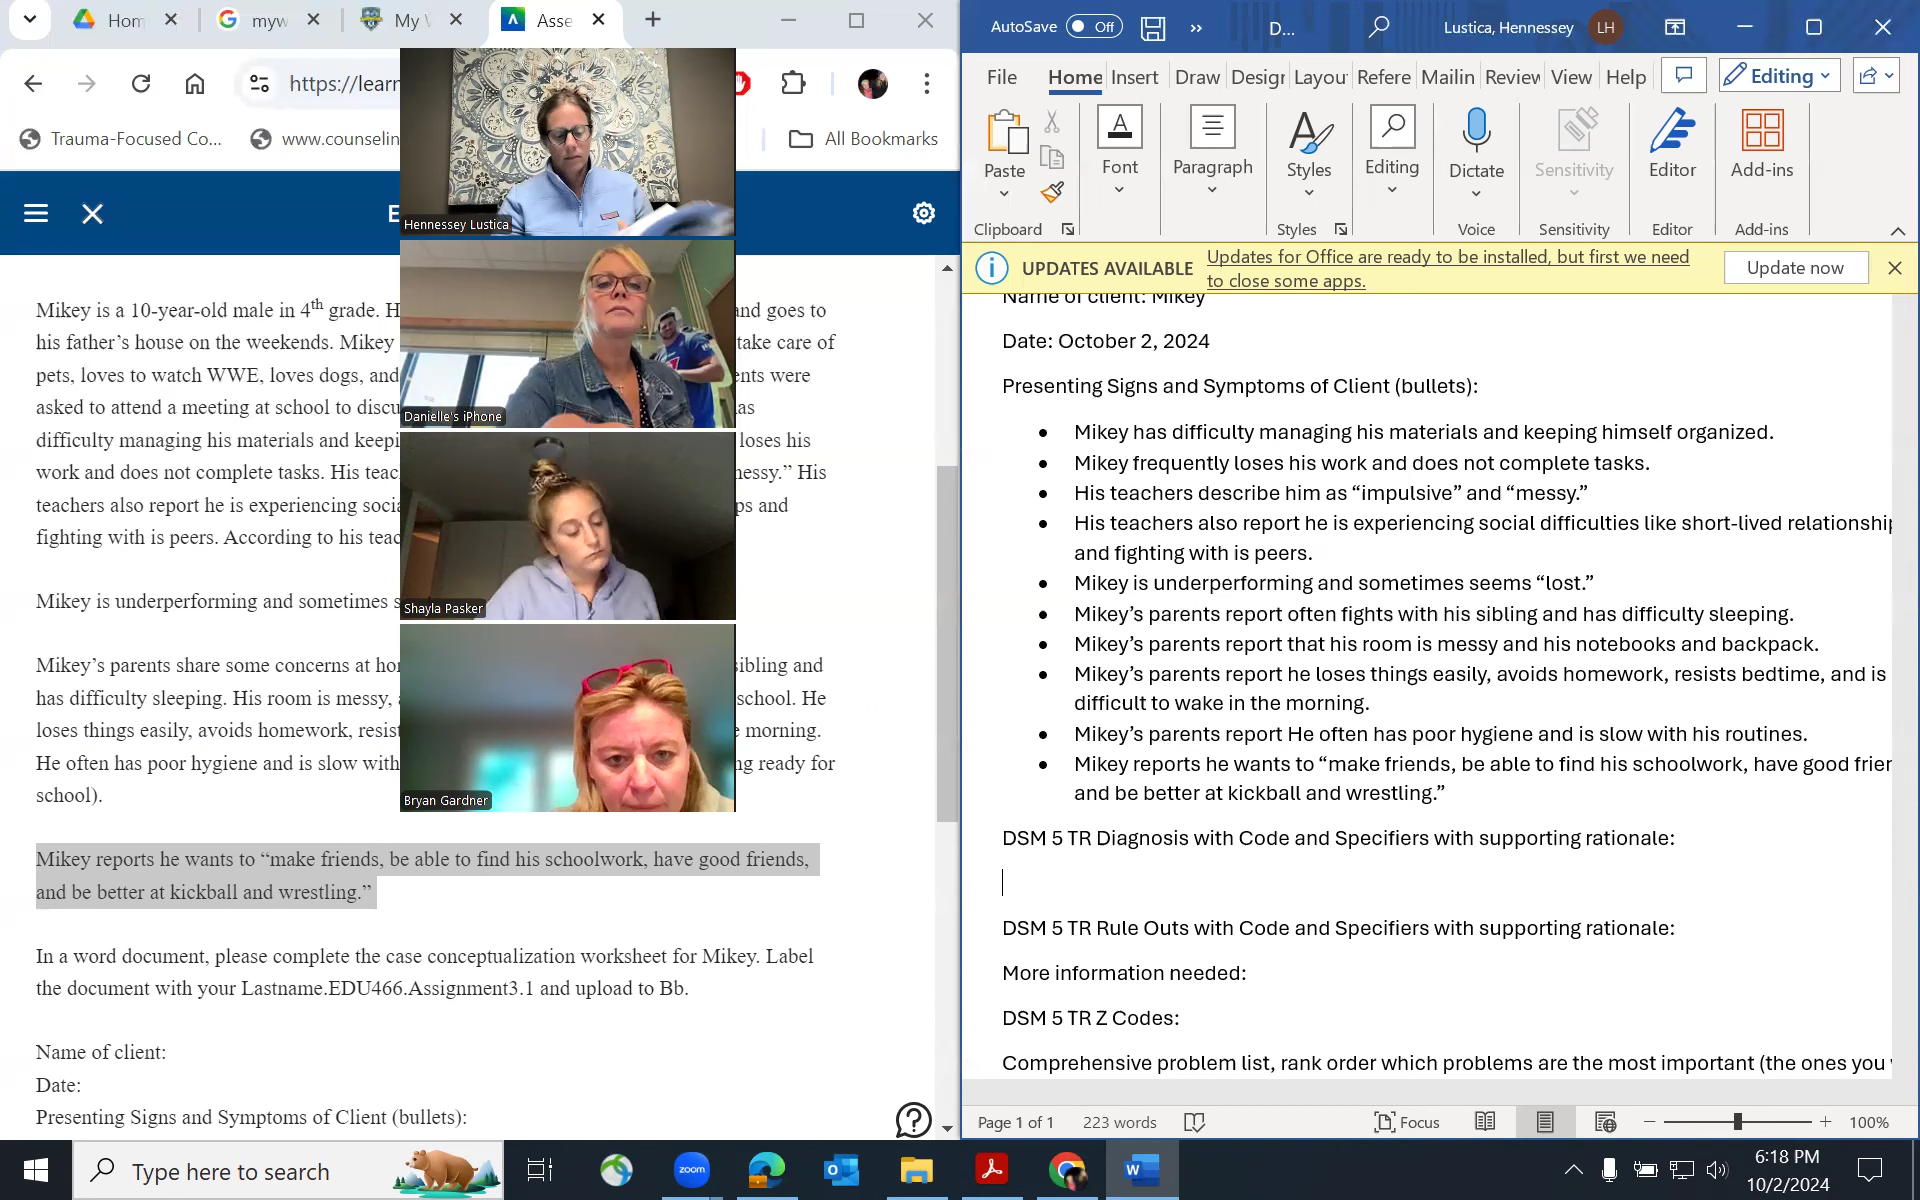 Hom
myw
My
Asse
https://learn
Trauma-Focused Co...
www.counselin
All Bookmarks
E
Mikey is a 10-year-old male in 4th grade. H
and goes to
his father's house on the weekends. Mikey
take care of
pets, loves to watch WWE, loves dogs, and
ents were
asked to attend a meeting at school to discu
as
difficulty managing his materials and keepi
loses his
work and does not complete tasks. His teac
nessy.” His
teachers also report he is experiencing socia
ps and
fighting with is peers. According to his teac
Mikey is underperforming and sometimes s
Mikey’s parents share some concerns at hor
sibling and
has difficulty sleeping. His room is messy,
school. He
loses things easily, avoids homework, resist
e morning.
He often has poor hygiene and is slow with
ng ready for
school).
Mikey reports he wants to “make friends, be able to find his schoolwork, have good friends,
and be better at kickball and wrestling.”
In a word document, please complete the case conceptualization worksheet for Mikey. Label
the document with your Lastname.EDU466.Assignment3.1 and upload to Bb.
Name of client:
Date:
Presenting Signs and Symptoms of Client (bullets):
Hennessey Lustica
Danielle's iPhone
Shayla Pasker
Bryan Gardner
AutoSave Off
D...
Lustica, Hennessey LH
File Home Insert Draw Design Layou Refere Mailin Review View Help
Editing
Paste
Font
Paragraph
Styles
Editing
Dictate
Sensitivity
Editor
Add-ins
Clipboard
Styles
Voice
Sensitivity
Editor
Add-ins
UPDATES AVAILABLE Updates for Office are ready to be installed, but first we need
to close some apps.
Update now
Name of client: Mikey
Date: October 2, 2024
Presenting Signs and Symptoms of Client (bullets):
• Mikey has difficulty managing his materials and keeping himself organized.
• Mikey frequently loses his work and does not complete tasks.
• His teachers describe him as “impulsive” and “messy.”
• His teachers also report he is experiencing social difficulties like short-lived relationship
and fighting with is peers.
• Mikey is underperforming and sometimes seems “lost.”
• Mikey’s parents report often fights with his sibling and has difficulty sleeping.
• Mikey’s parents report that his room is messy and his notebooks and backpack.
• Mikey’s parents report he loses things easily, avoids homework, resists bedtime, and is
difficult to wake in the morning.
• Mikey’s parents report He often has poor hygiene and is slow with his routines.
• Mikey reports he wants to “make friends, be able to find his schoolwork, have good frien
and be better at kickball and wrestling.”
DSM 5 TR Diagnosis with Code and Specifiers with supporting rationale:
DSM 5 TR Rule Outs with Code and Specifiers with supporting rationale:
More information needed:
DSM 5 TR Z Codes:
Comprehensive problem list, rank order which problems are the most important (the ones you
Page 1 of 1 223 words
Focus
100%
Type here to search
zoom
6:18 PM
10/2/2024